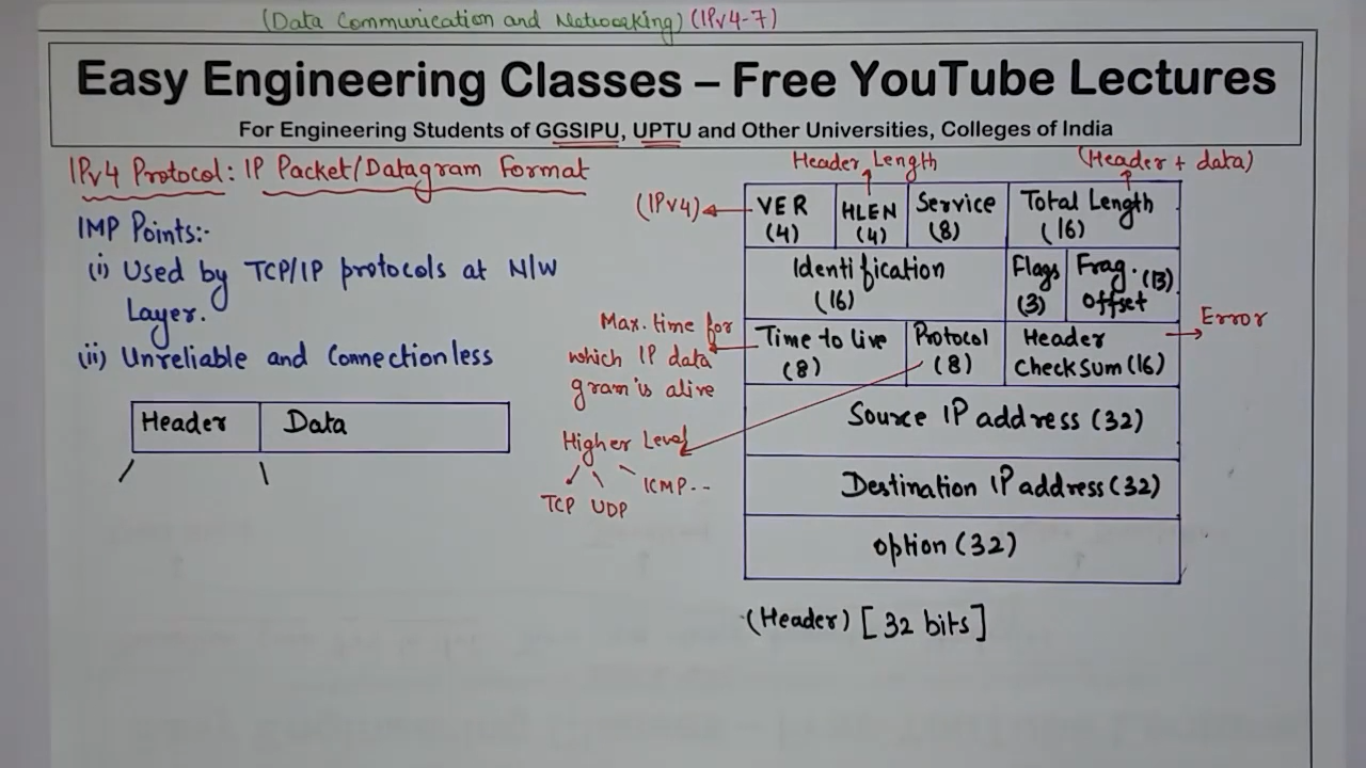 (Data Communication and Networking) (IPv4-7)
Easy Engineering Classes – Free YouTube Lectures
For Engineering Students of GGSIPU, UPTU and Other Universities, Colleges of India
IPv4 Protocol: IP Packet/Datagram Format
IMP Points:-
(i) Used by TCP/IP protocols at N/W
Layer.
(ii) Unreliable and Connectionless
Header Data
Header Length
(Header + data)
(IPv4)
VER
(4)
HLEN
(4)
Service
(8)
Total Length
(16)
Identification
(16)
Flags
(3)
Frag. (13)
offset
Max. time for
which IP data
gram is alive
Time to live
(8)
Protocol
(8)
Header
CheckSum (16)
Error
Higher Level
TCP UDP ICMP--
Source IP address (32)
Destination IP address (32)
option (32)
(Header) [32 bits]